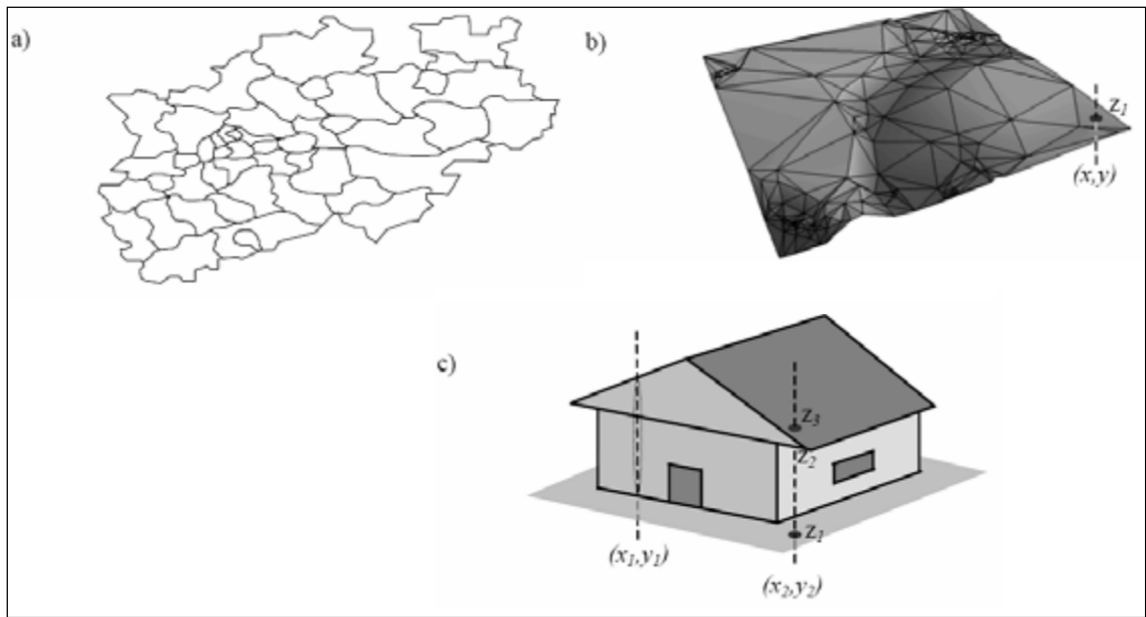 a)
b)
z₁
(x,y)
c)
z₃
z₂
z₁
(x₁,y₁)
(x₂,y₂)